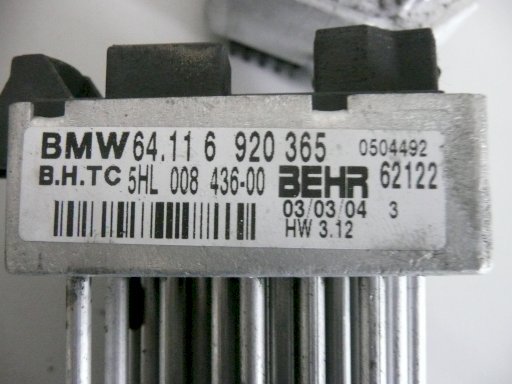 BMW 64.11 6 920 365 0504492
B.H.TC 5HL 008 436-00 BEHR 62122
03/03/04 3
HW 3.12